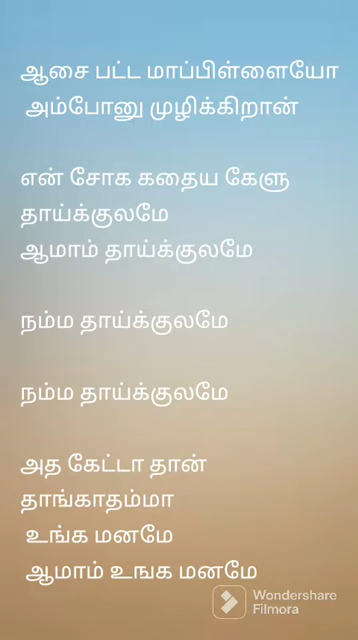 ஆசை பட்ட மாப்பிள்ளையோ
அம்போனு முழிக்கிறான்
என் சோக கதைய கேளு
தாய்க்குலமே
ஆமாம் தாய்க்குலமே
நம்ம தாய்க்குலமே
நம்ம தாய்க்குலமே
அத கேட்டா தான்
தாங்காதம்மா
உங்க மனமே
ஆமாம் உஙக மனமே
Wondershare
Filmora